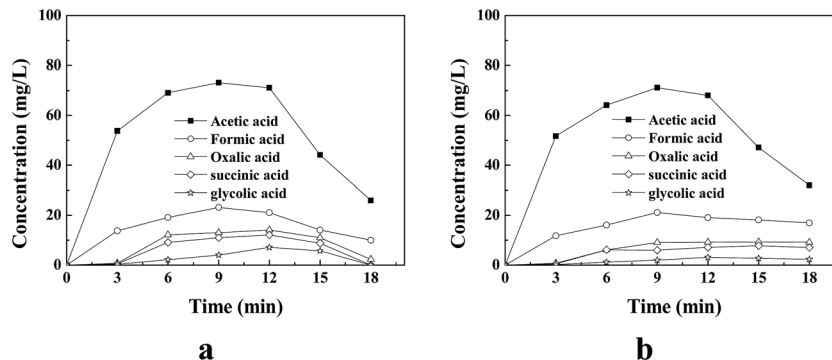 100
80
60
40
20
0
Concentration (mg/L)
Acetic acid
Formic acid
Oxalic acid
succinic acid
glycolic acid
0 3 6 9 12 15 18
Time (min)
a
100
80
60
40
20
0
Concentration (mg/L)
Acetic acid
Formic acid
Oxalic acid
succinic acid
glycolic acid
0 3 6 9 12 15 18
Time (min)
b